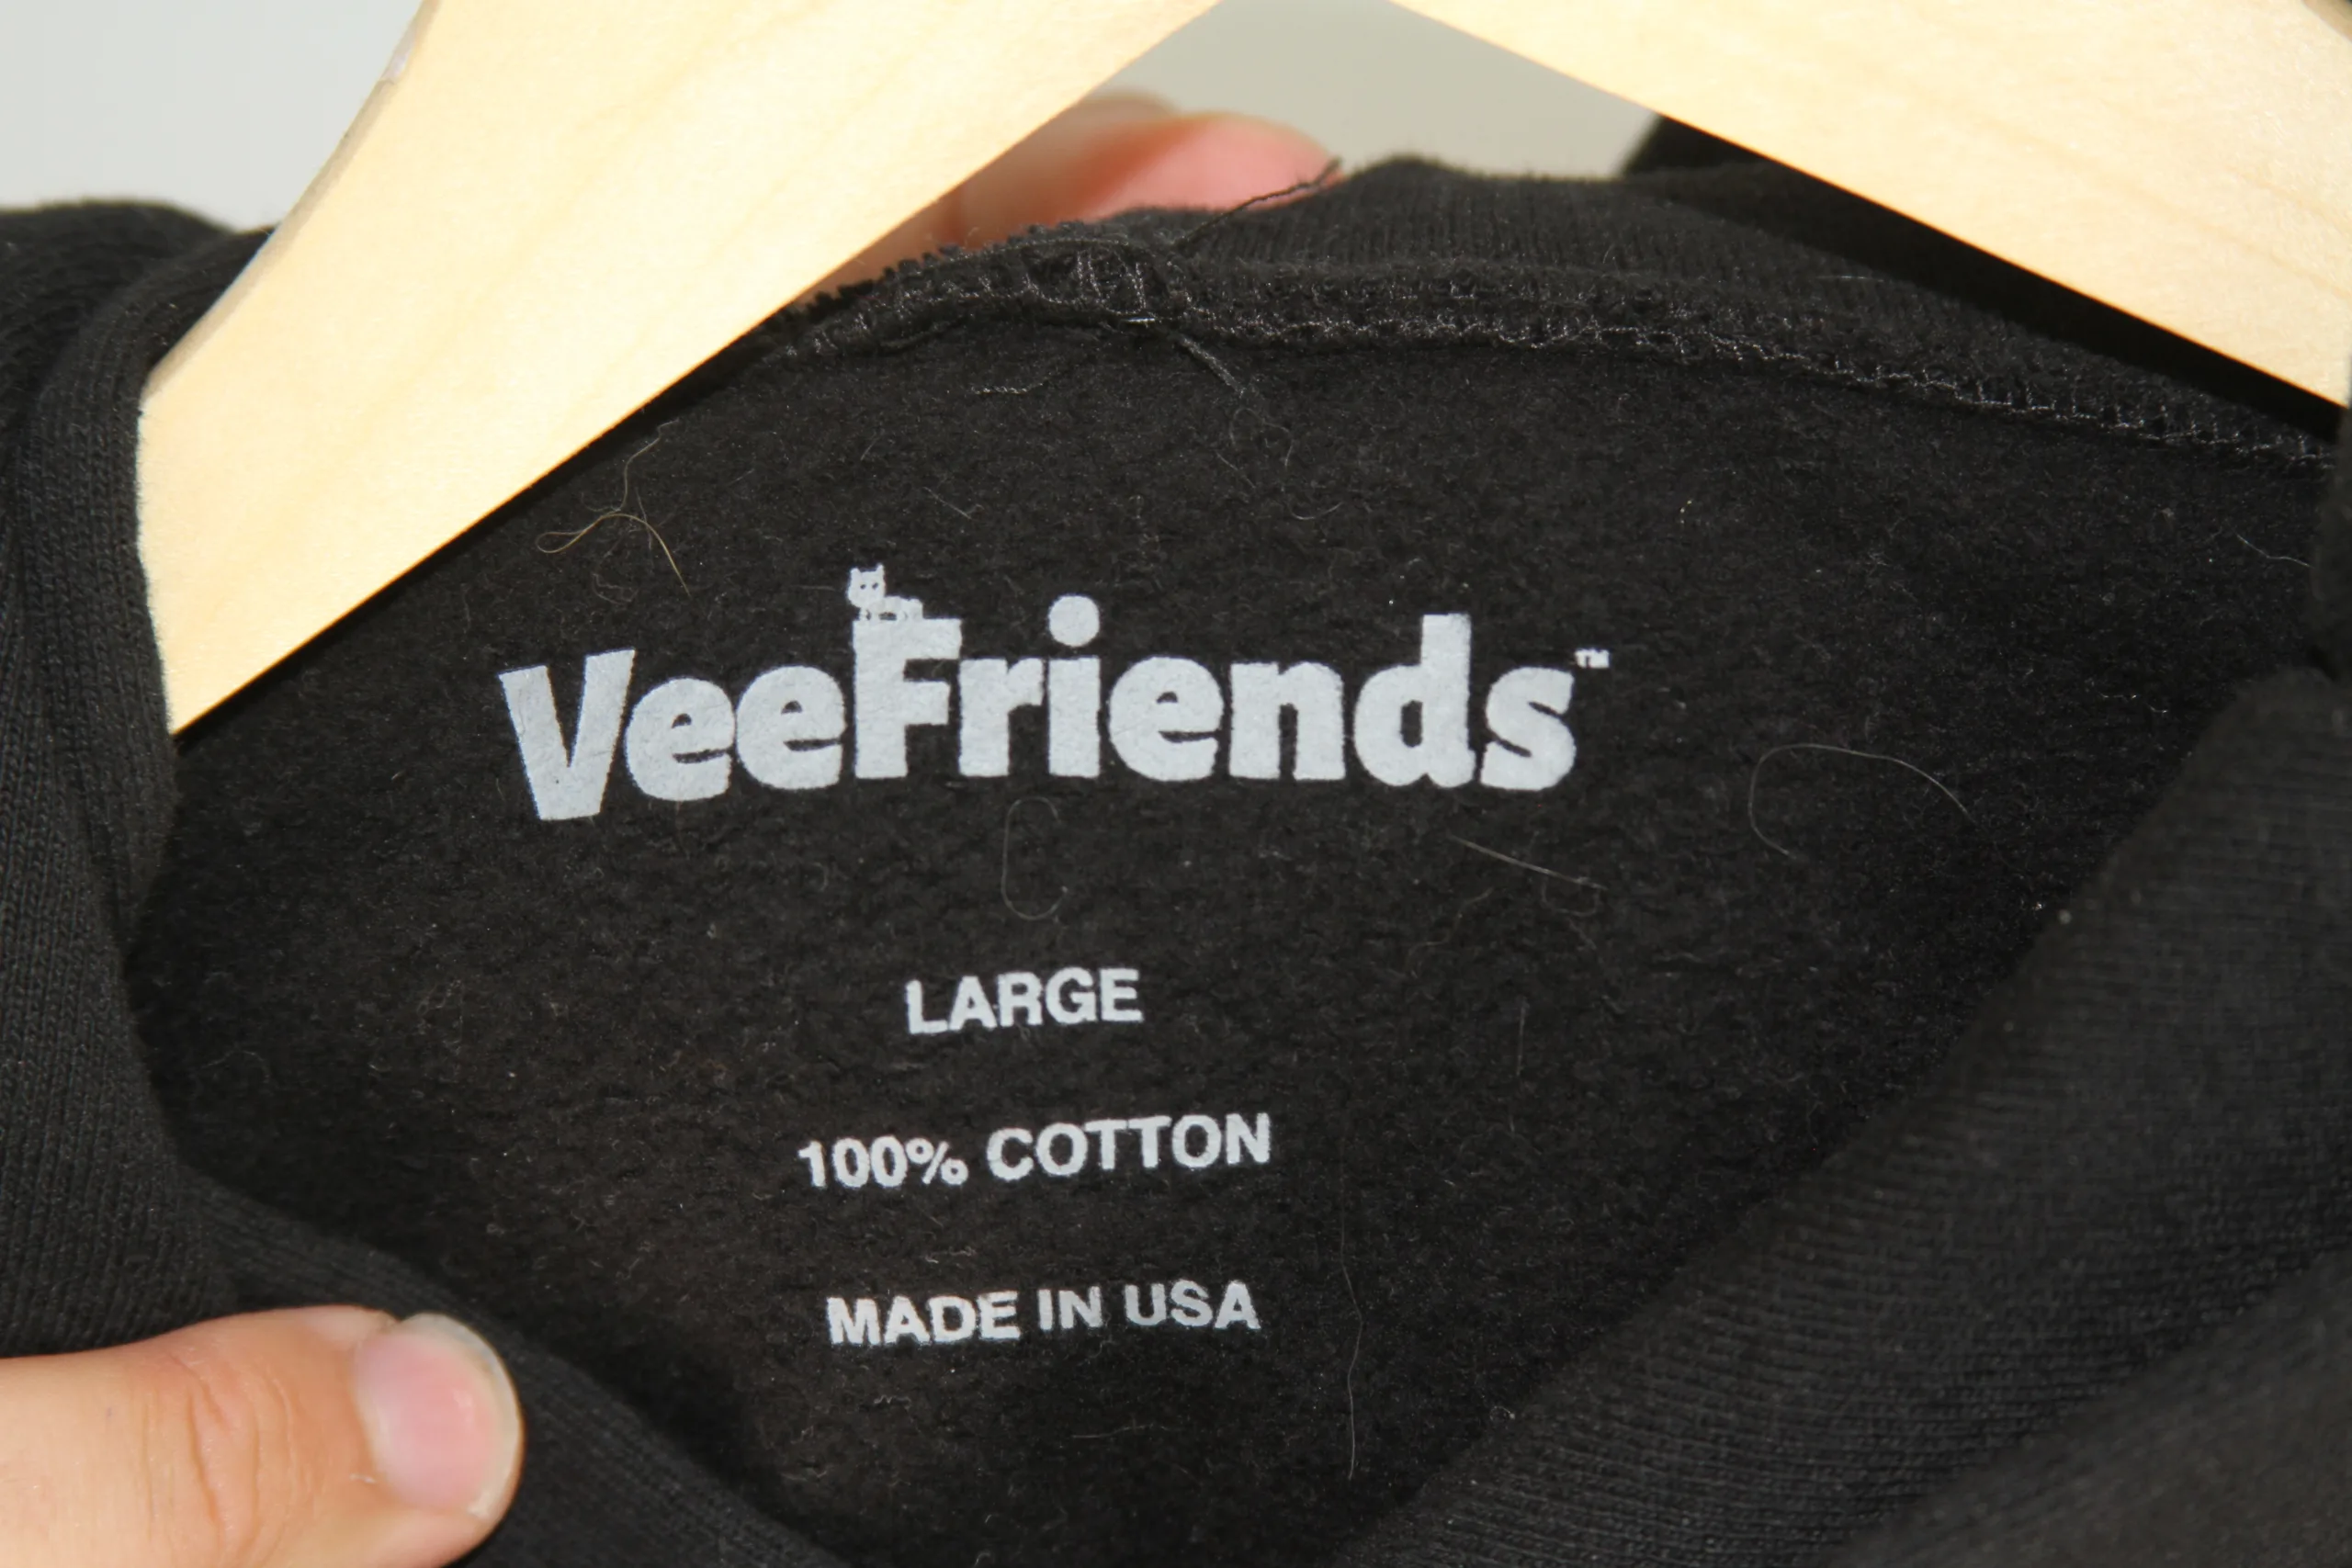 VeeFriends™
LARGE
100% COTTON
MADE IN USA